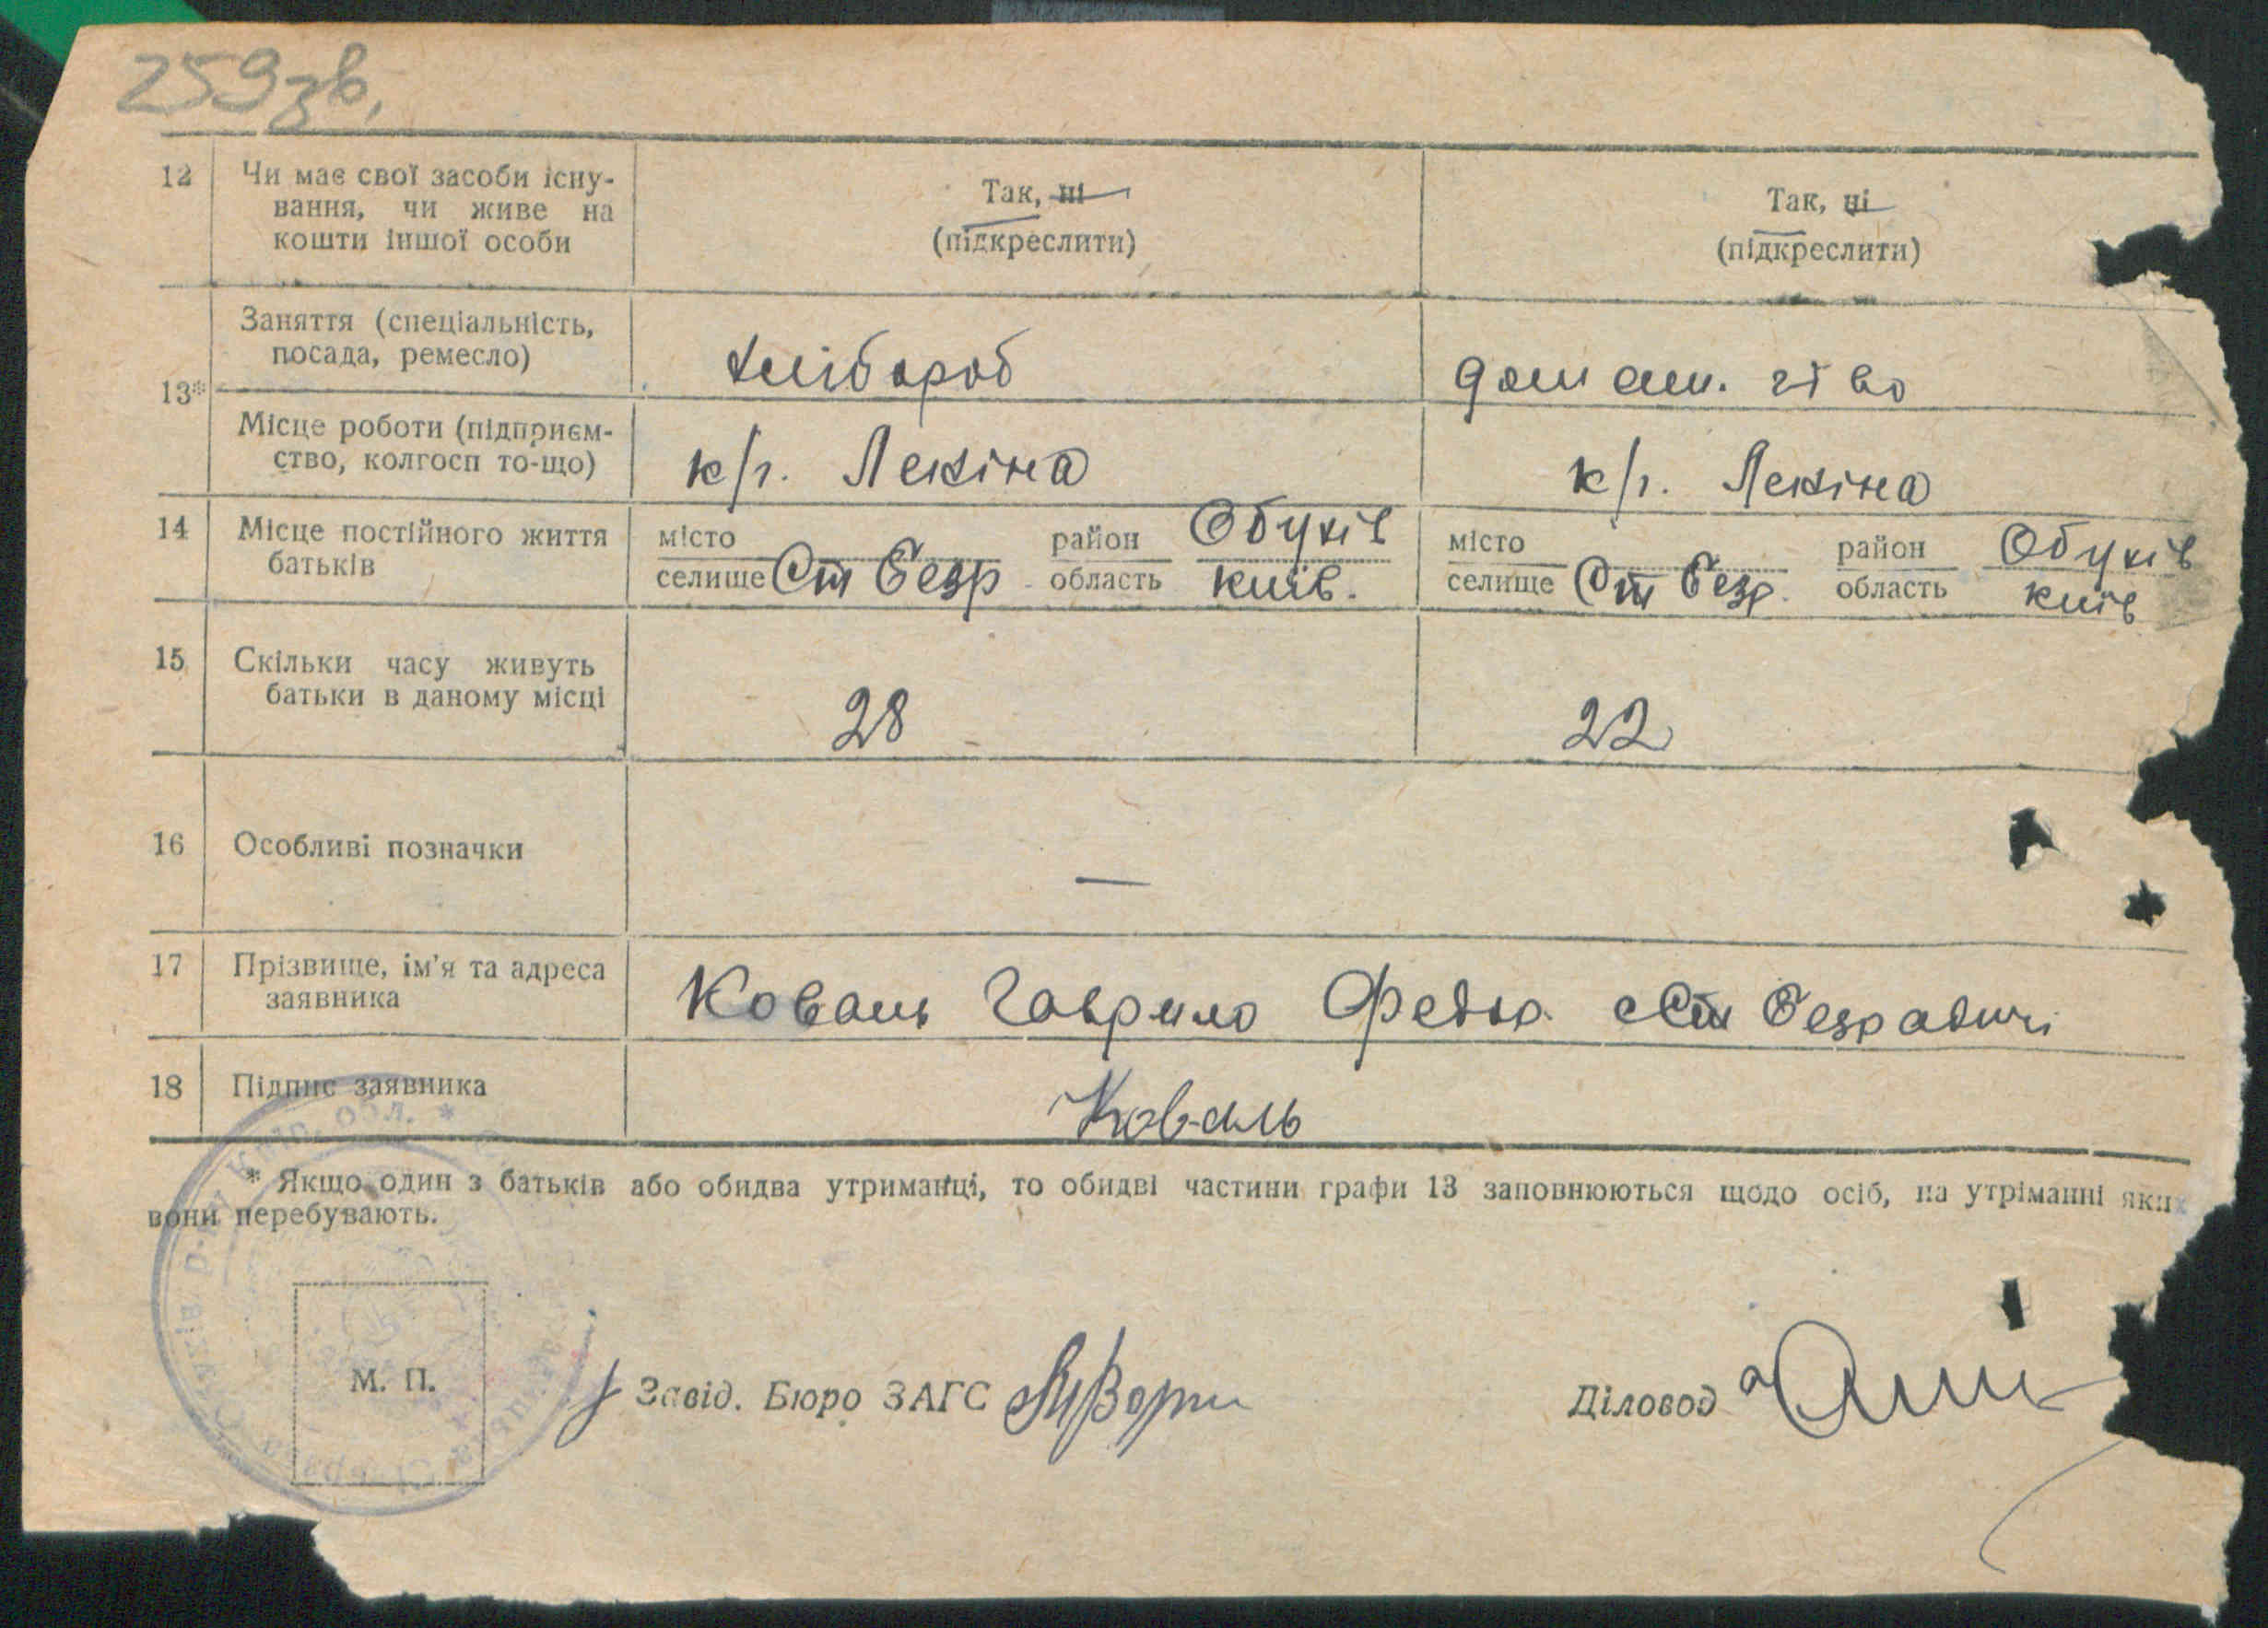 259зв.
12 Чи має свої засоби існу-
вання, чи живе на
кошти іншої особи
Так, ні
(підкреслити)
Так, ні
(підкреслити)
13*
Заняття (спеціальність,
посада, ремесло)
хлібороб
домаш. г-во
Місце роботи (підприєм-
ство, колгосп то-що)
к/г. Леніна
к/г. Леніна
14 Місце постійного життя
батьків
місто
селище Ст Безр
район Обухів
область київ.
місто
селище Ст Безр.
район Обухів
область київ
15 Скільки часу живуть
батьки в даному місці
28
22
16 Особливі позначки
—
17 Прізвище, ім'я та адреса
заявника
Коваль Гаврило Федор. Ст Безрадичі
18 Підпис заявника
Коваль
* Якщо один з батьків або обидва утриманці, то обидві частини графи 13 заповнюються щодо осіб, на утріманні яких
вони перебувають.
М. П.
Завід. Бюро ЗАГС
Діловод